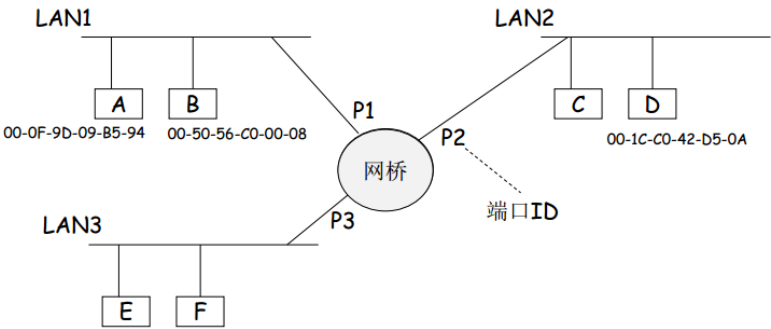 LAN1
LAN2
A
B
C
D
P1
P2
00-0F-9D-09-B5-94
00-50-56-C0-00-08
00-1C-C0-42-D5-0A
网桥
端口ID
P3
LAN3
E
F